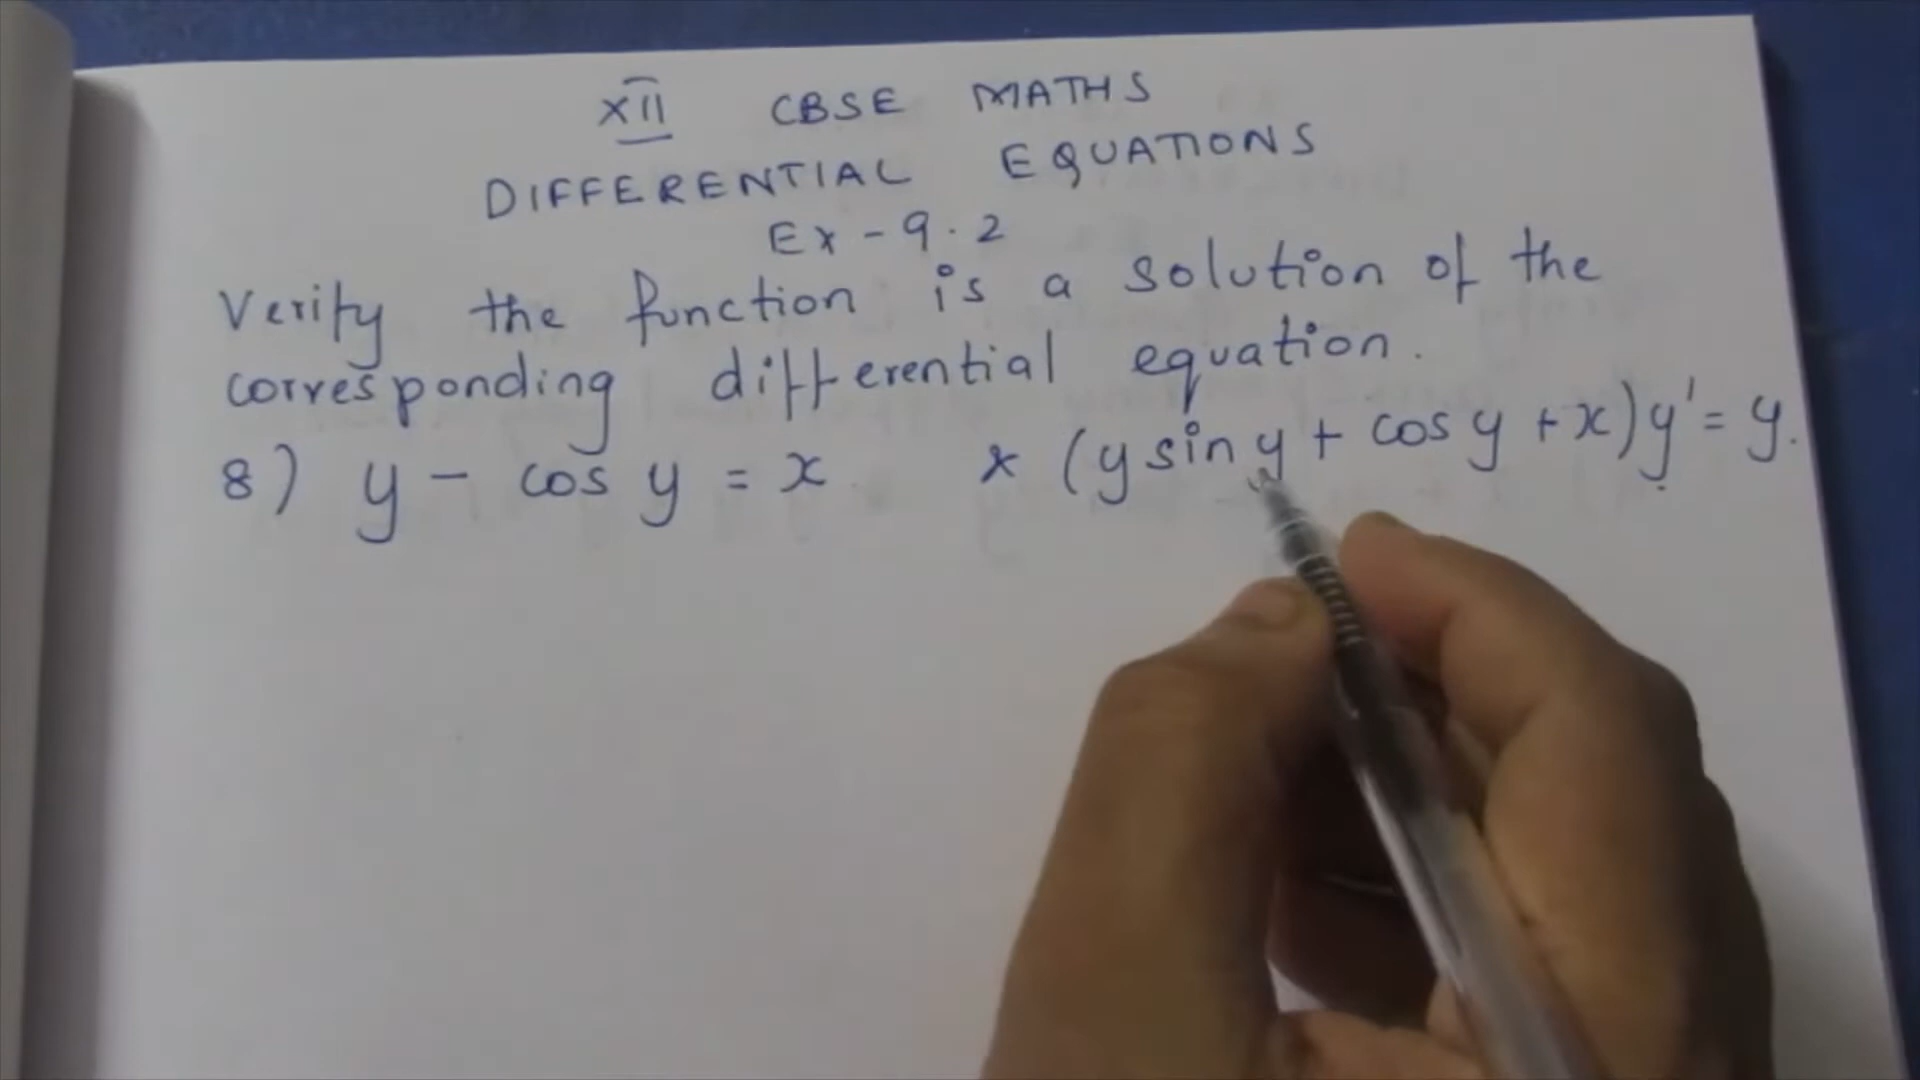 XII CBSE MATHS
DIFFERENTIAL EQUATIONS
Ex - 9.2
Verify the function is a solution of the
corresponding differential equation.
8) y - cos y = x * (y sin y + cos y + x) y' = y.